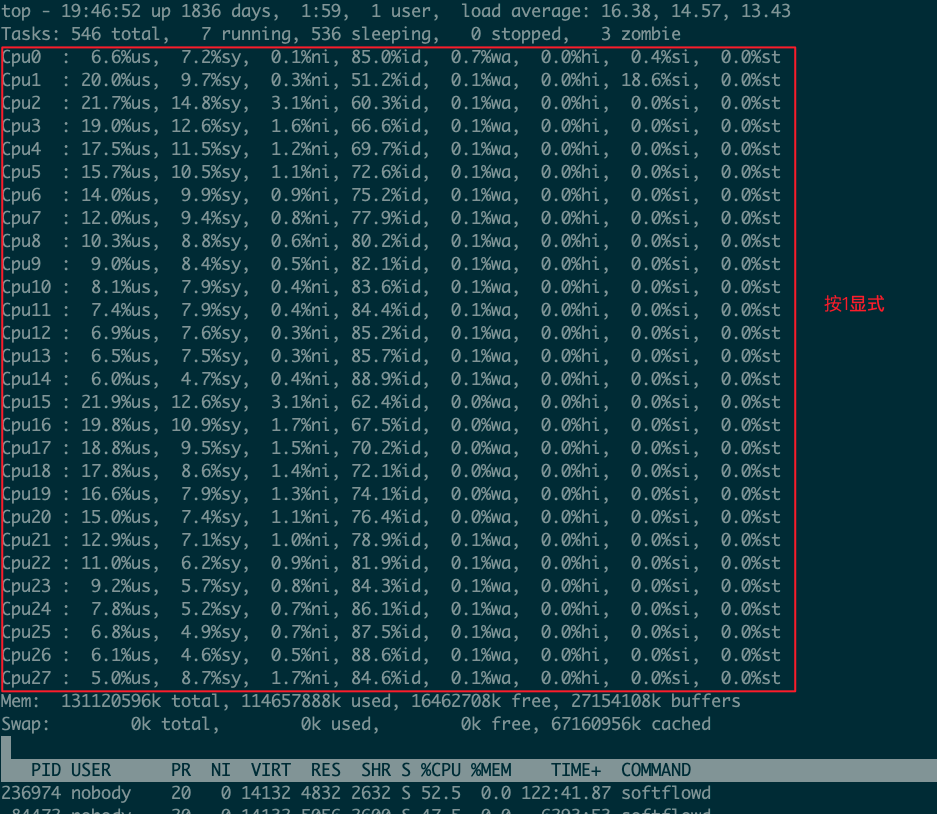 top - 19:46:52 up 1836 days,  1:59,  1 user,  load average: 16.38, 14.57, 13.43
Tasks: 546 total,   7 running, 536 sleeping,   0 stopped,   3 zombie
Cpu0  :  6.6%us,  7.2%sy,  0.1%ni, 85.0%id,  0.7%wa,  0.0%hi,  0.4%si,  0.0%st
Cpu1  : 20.0%us,  9.7%sy,  0.3%ni, 51.2%id,  0.1%wa,  0.0%hi, 18.6%si,  0.0%st
Cpu2  : 21.7%us, 14.8%sy,  3.1%ni, 60.3%id,  0.1%wa,  0.0%hi,  0.0%si,  0.0%st
Cpu3  : 19.0%us, 12.6%sy,  1.6%ni, 66.6%id,  0.1%wa,  0.0%hi,  0.0%si,  0.0%st
Cpu4  : 17.5%us, 11.5%sy,  1.2%ni, 69.7%id,  0.1%wa,  0.0%hi,  0.0%si,  0.0%st
Cpu5  : 15.7%us, 10.5%sy,  1.1%ni, 72.6%id,  0.1%wa,  0.0%hi,  0.0%si,  0.0%st
Cpu6  : 14.0%us,  9.9%sy,  0.9%ni, 75.2%id,  0.1%wa,  0.0%hi,  0.0%si,  0.0%st
Cpu7  : 12.0%us,  9.4%sy,  0.8%ni, 77.9%id,  0.1%wa,  0.0%hi,  0.0%si,  0.0%st
Cpu8  : 10.3%us,  8.8%sy,  0.6%ni, 80.2%id,  0.1%wa,  0.0%hi,  0.0%si,  0.0%st
Cpu9  :  9.0%us,  8.4%sy,  0.5%ni, 82.1%id,  0.1%wa,  0.0%hi,  0.0%si,  0.0%st
Cpu10 :  8.1%us,  7.9%sy,  0.4%ni, 83.6%id,  0.1%wa,  0.0%hi,  0.0%si,  0.0%st
Cpu11 :  7.4%us,  7.9%sy,  0.4%ni, 84.4%id,  0.1%wa,  0.0%hi,  0.0%si,  0.0%st
按1显式
Cpu12 :  6.9%us,  7.6%sy,  0.3%ni, 85.2%id,  0.1%wa,  0.0%hi,  0.0%si,  0.0%st
Cpu13 :  6.5%us,  7.5%sy,  0.3%ni, 85.7%id,  0.1%wa,  0.0%hi,  0.0%si,  0.0%st
Cpu14 :  6.0%us,  4.7%sy,  0.4%ni, 88.9%id,  0.1%wa,  0.0%hi,  0.0%si,  0.0%st
Cpu15 : 21.9%us, 12.6%sy,  3.1%ni, 62.4%id,  0.0%wa,  0.0%hi,  0.0%si,  0.0%st
Cpu16 : 19.8%us, 10.9%sy,  1.7%ni, 67.5%id,  0.0%wa,  0.0%hi,  0.0%si,  0.0%st
Cpu17 : 18.8%us,  9.5%sy,  1.5%ni, 70.2%id,  0.0%wa,  0.0%hi,  0.0%si,  0.0%st
Cpu18 : 17.8%us,  8.6%sy,  1.4%ni, 72.1%id,  0.0%wa,  0.0%hi,  0.0%si,  0.0%st
Cpu19 : 16.6%us,  7.9%sy,  1.3%ni, 74.1%id,  0.0%wa,  0.0%hi,  0.0%si,  0.0%st
Cpu20 : 15.0%us,  7.4%sy,  1.1%ni, 76.4%id,  0.0%wa,  0.0%hi,  0.0%si,  0.0%st
Cpu21 : 12.9%us,  7.1%sy,  1.0%ni, 78.9%id,  0.1%wa,  0.0%hi,  0.0%si,  0.0%st
Cpu22 : 11.0%us,  6.2%sy,  0.9%ni, 81.9%id,  0.1%wa,  0.0%hi,  0.0%si,  0.0%st
Cpu23 :  9.2%us,  5.7%sy,  0.8%ni, 84.3%id,  0.1%wa,  0.0%hi,  0.0%si,  0.0%st
Cpu24 :  7.8%us,  5.2%sy,  0.7%ni, 86.1%id,  0.1%wa,  0.0%hi,  0.0%si,  0.0%st
Cpu25 :  6.8%us,  4.9%sy,  0.7%ni, 87.5%id,  0.1%wa,  0.0%hi,  0.0%si,  0.0%st
Cpu26 :  6.1%us,  4.6%sy,  0.5%ni, 88.6%id,  0.1%wa,  0.0%hi,  0.0%si,  0.0%st
Cpu27 :  5.0%us,  8.7%sy,  1.7%ni, 84.6%id,  0.1%wa,  0.0%hi,  0.0%si,  0.0%st
Mem:  131120596k total, 114657888k used, 16462708k free, 27154108k buffers
Swap:        0k total,        0k used,        0k free, 67160956k cached
PID USER      PR  NI  VIRT  RES  SHR S %CPU %MEM    TIME+  COMMAND
236974 nobody    20   0 14132 4832 2632 S 52.5  0.0 122:41.87 softflowd